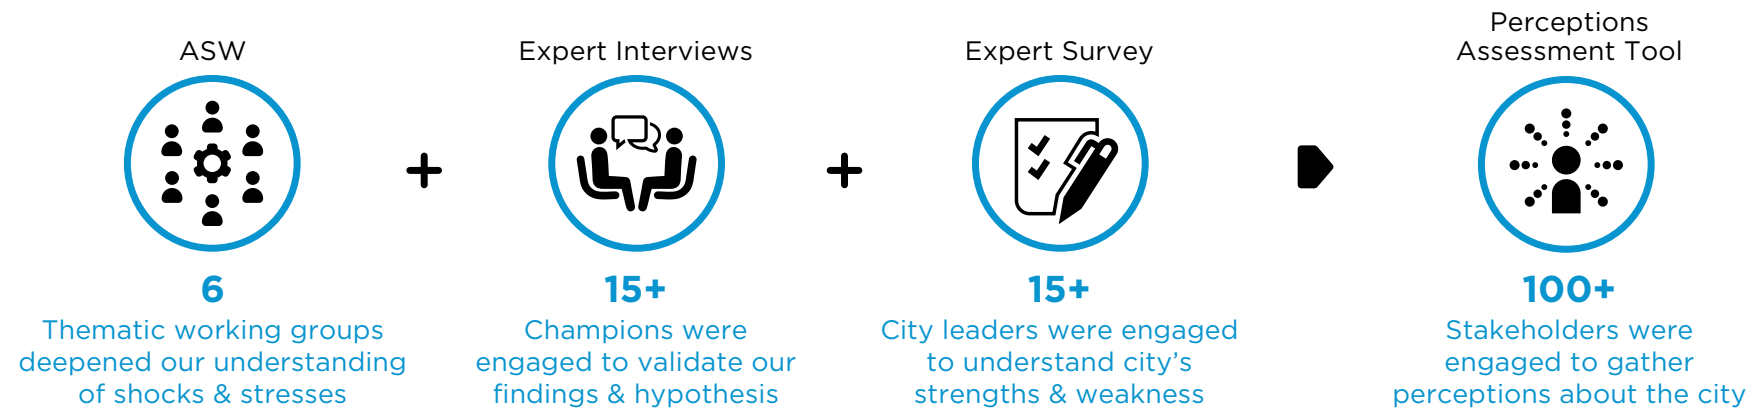 ASW
6
Thematic working groups
deepened our understanding
of shocks & stresses
Expert Interviews
15+
Champions were
engaged to validate our
findings & hypothesis
Expert Survey
15+
City leaders were engaged
to understand city's
strengths & weakness
Perceptions
Assessment Tool
100+
Stakeholders were
engaged to gather
perceptions about the city